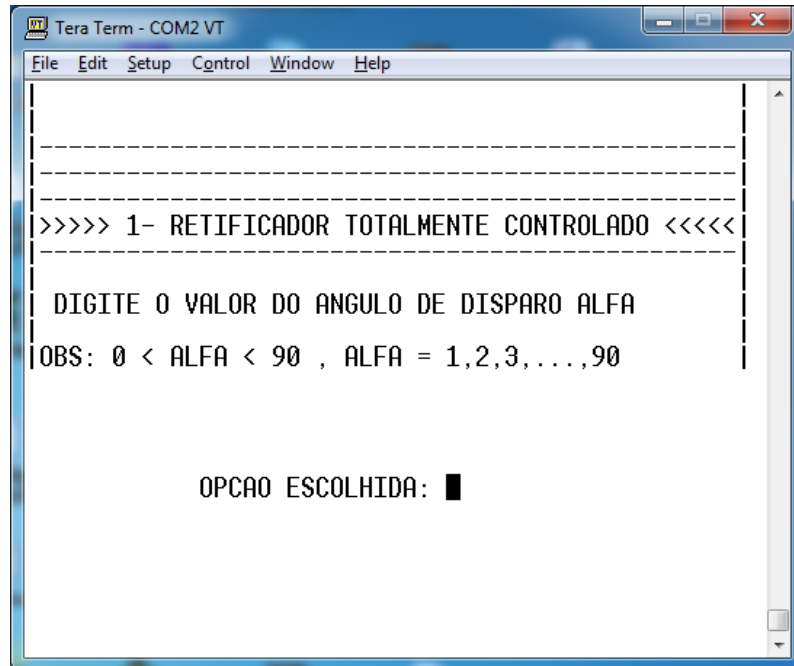 Tera Term - COM2 VT
File Edit Setup Control Window Help
|-----------------------------------------------|
|-----------------------------------------------|
|-----------------------------------------------|
|>>>>> 1- RETIFICADOR TOTALMENTE CONTROLADO <<<<<|
|-----------------------------------------------|
| DIGITE O VALOR DO ANGULO DE DISPARO ALFA |
|OBS: 0 < ALFA < 90 , ALFA = 1,2,3,...,90 |
OPCAO ESCOLHIDA: